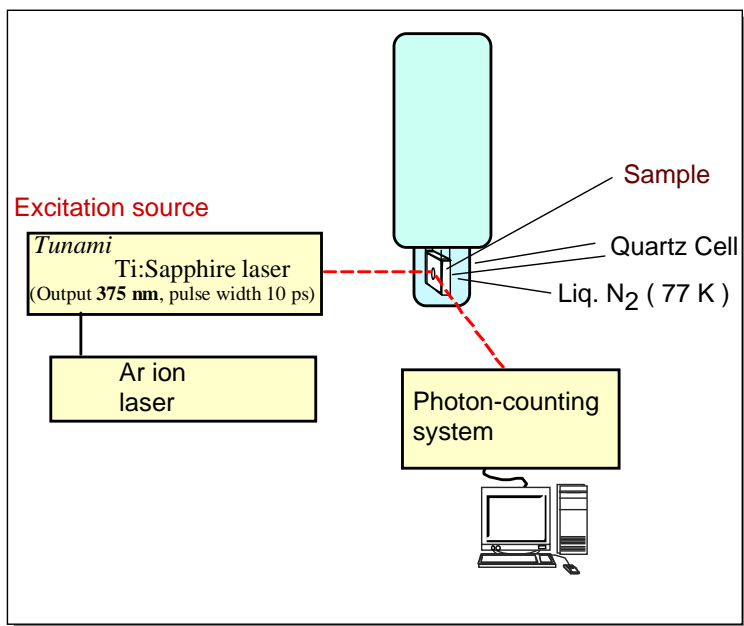 Sample
Excitation source
Tunami
Ti:Sapphire laser
(Output 375 nm, pulse width 10 ps)
Quartz Cell
Liq. N2 ( 77 K )
Ar ion
laser
Photon-counting
system